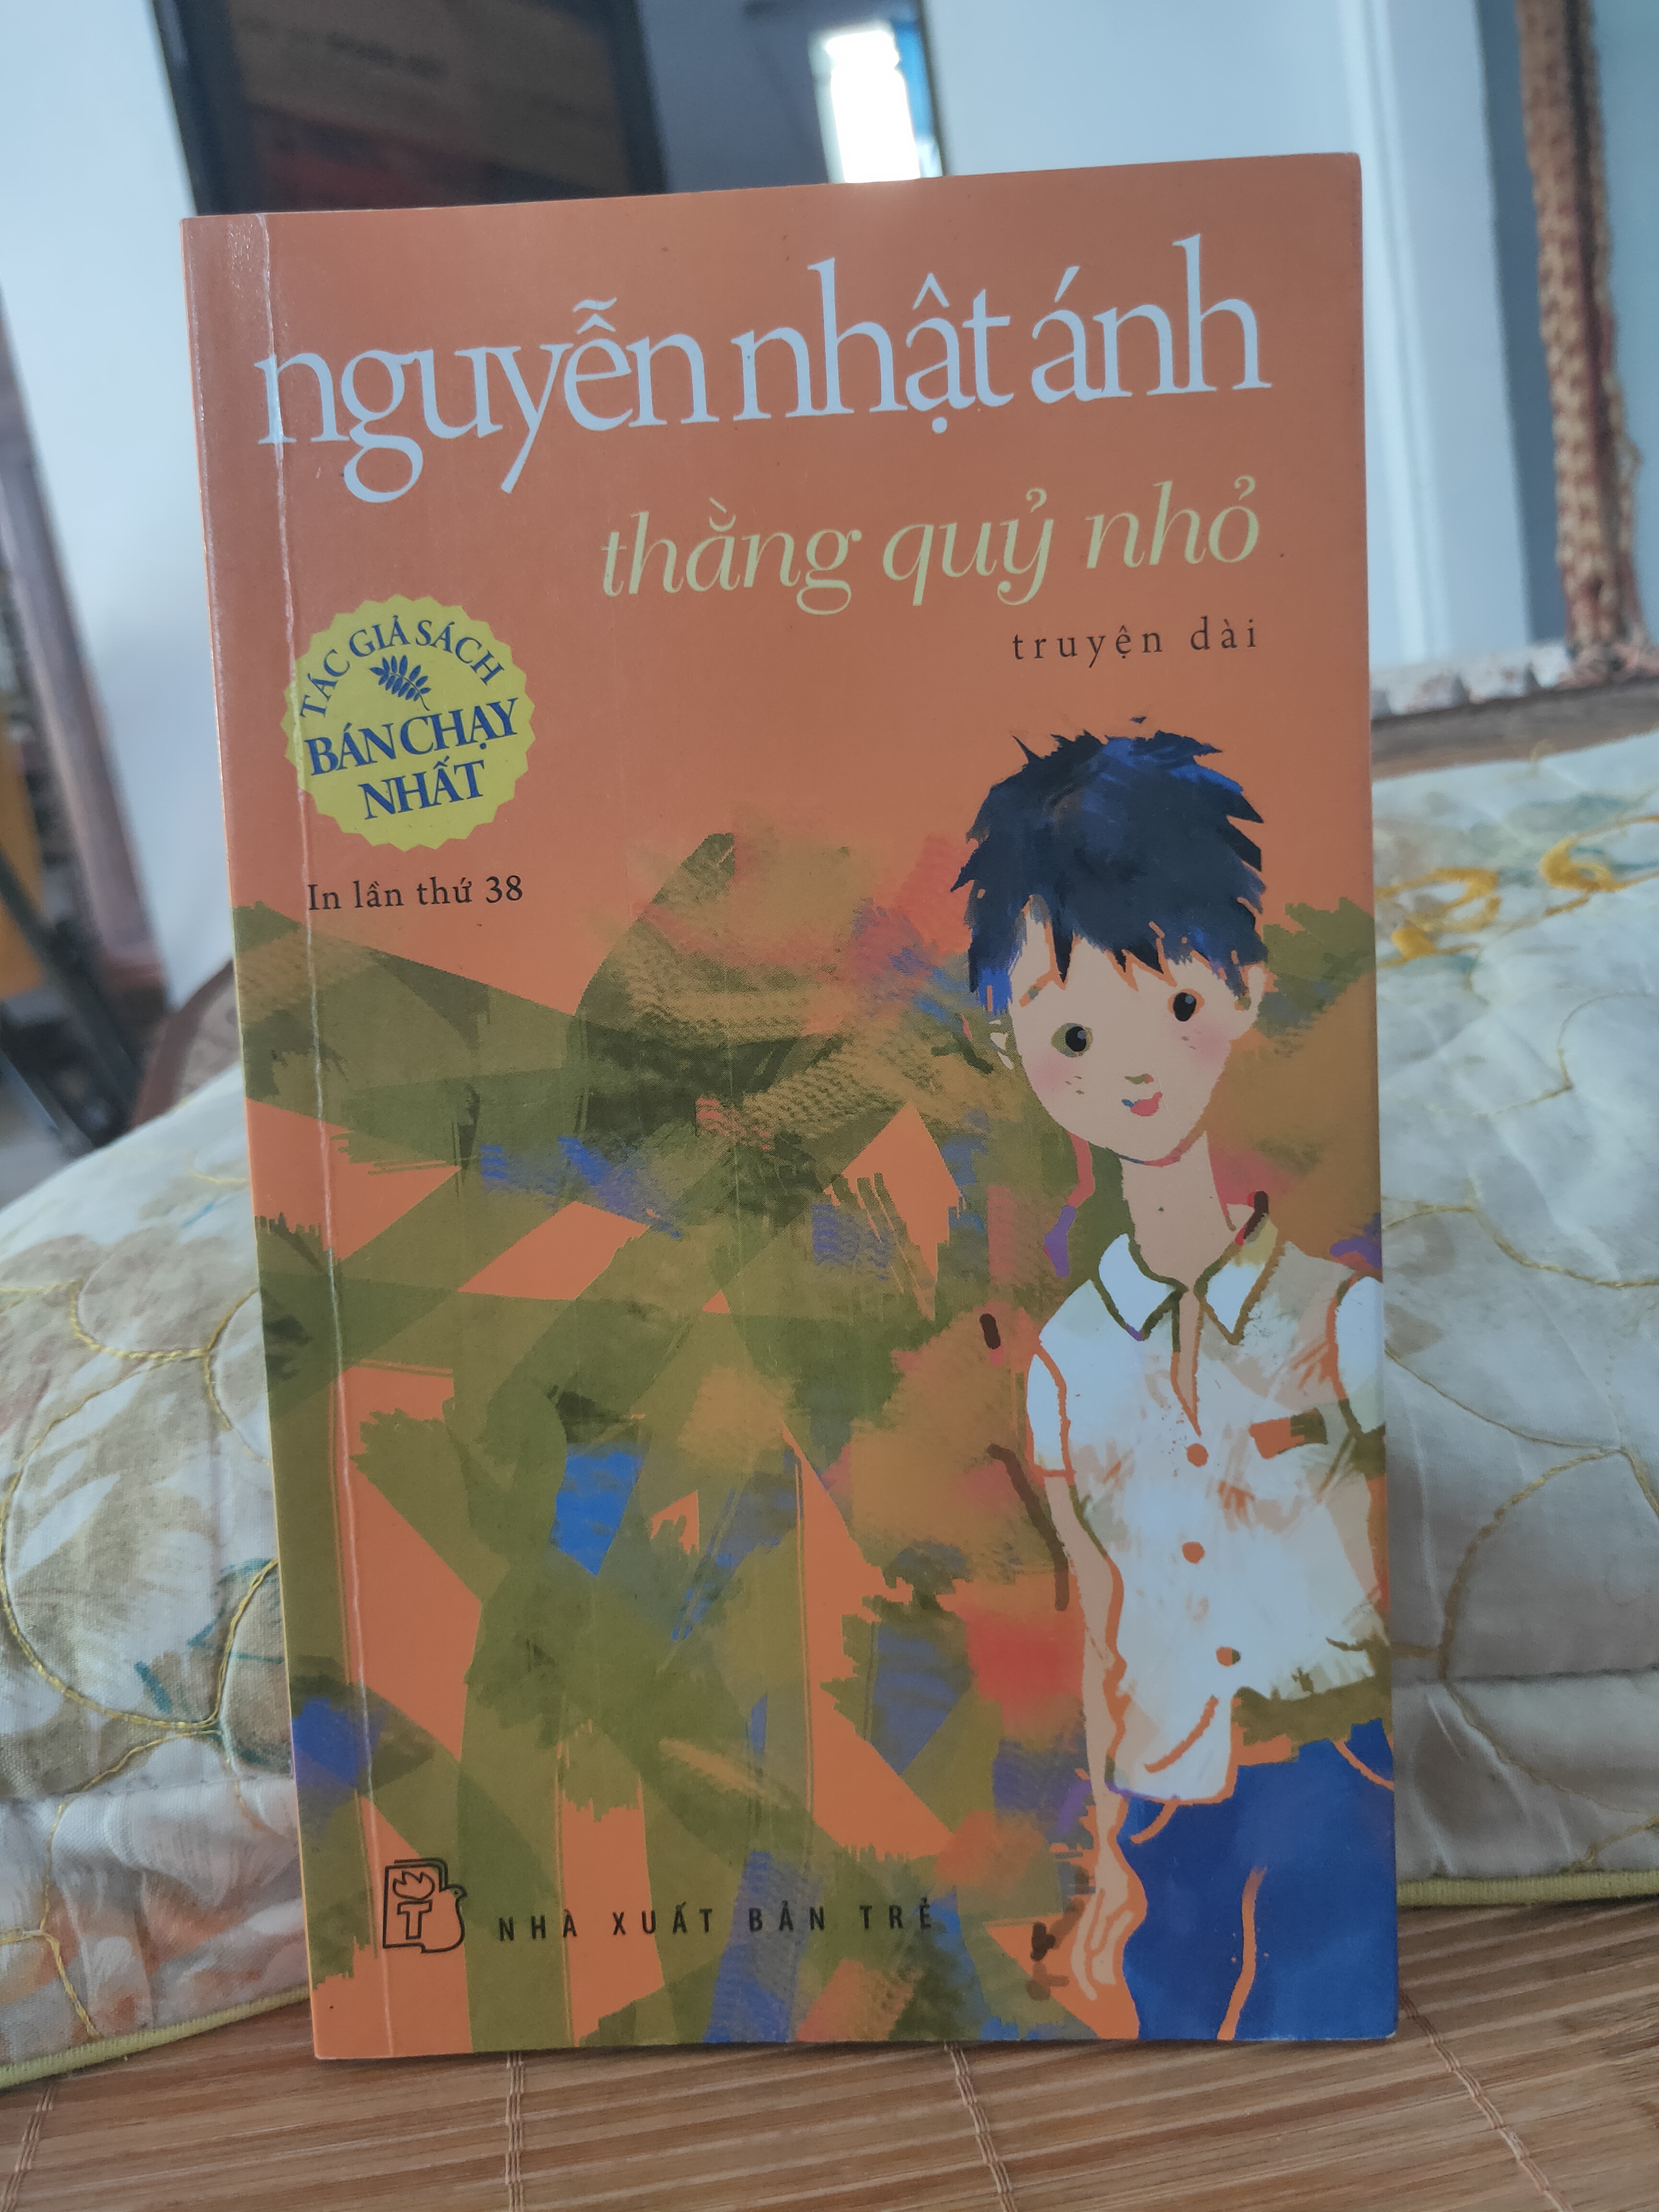 nguyễn nhật ánh
thằng quỷ nhỏ
truyện dài
TÁC GIẢ SÁCH
BÁN CHẠY
NHẤT
In lần thứ 38
T
NHÀ XUẤT BẢN TRẺ